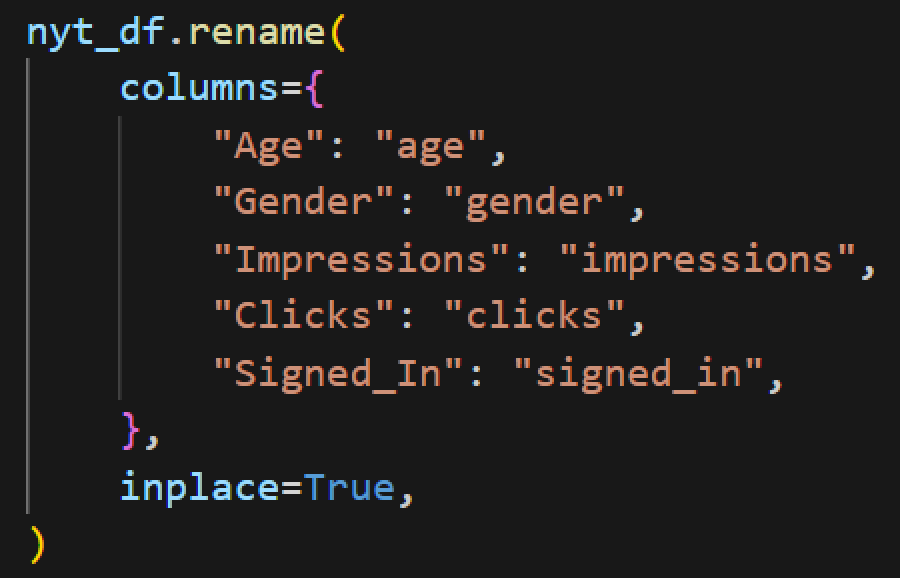 nyt_df.rename(
    columns={
        "Age": "age",
        "Gender": "gender",
        "Impressions": "impressions",
        "Clicks": "clicks",
        "Signed_In": "signed_in",
    },
    inplace=True,
)